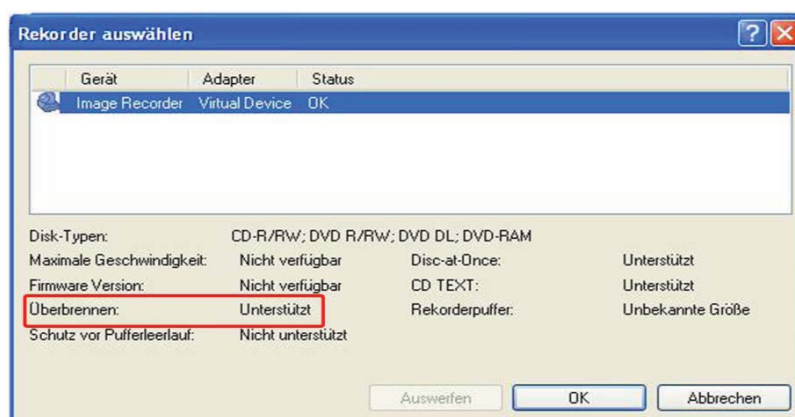 Rekorder auswählen
Gerät Adapter Status
Image Recorder Virtual Device OK
Disk-Typen: CD-R/RW; DVD R/RW; DVD DL; DVD-RAM
Maximale Geschwindigkeit: Nicht verfügbar Disc-at-Once: Unterstützt
Firmware Version: Nicht verfügbar CD TEXT: Unterstützt
Überbrennen: Unterstützt Rekorderpuffer: Unbekannte Größe
Schutz vor Pufferleerlauf: Nicht unterstützt
Auswerfen OK Abbrechen